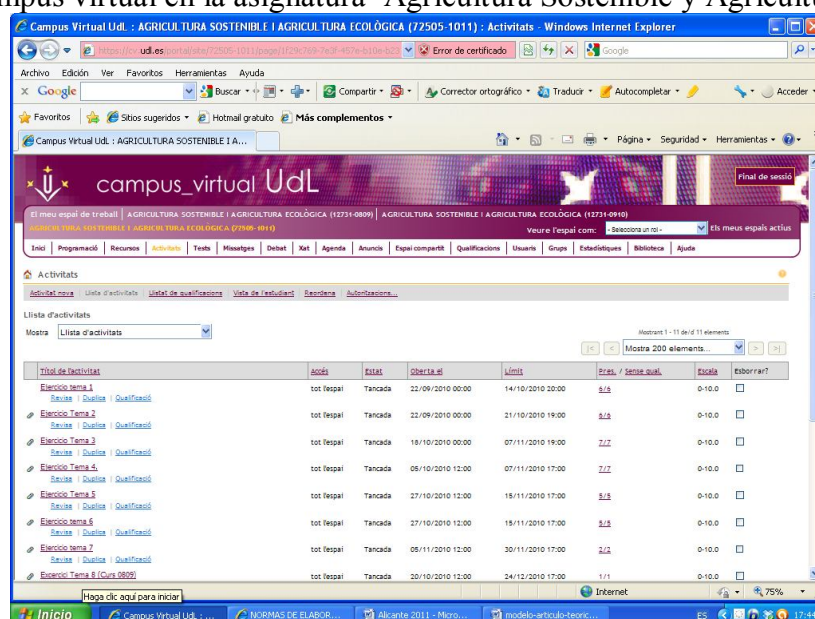 mpus virtual en la asignatura "Agricultura Sostenible y Agricult
Campus Virtual UdL : AGRICULTURA SOSTENIBLE I AGRICULTURA ECOLÒGICA (72505-1011) : Activitats - Windows Internet Explorer
Error de certificado
Google
Archivo Edición Ver Favoritos Herramientas Ayuda
x Google Buscar Compartir Corrector ortográfico Traducir Autocompletar Acceder
Favoritos Sitios sugeridos Hotmail gratuito Más complementos
Campus Virtual UdL : AGRICULTURA SOSTENIBLE I A... Página Seguridad Herramientas
campus_virtual UdL
Final de sessió
El meu espai de treball | AGRICULTURA SOSTENIBLE I AGRICULTURA ECOLÒGICA (12731-0809) | AGRICULTURA SOSTENIBLE I AGRICULTURA ECOLÒGICA (12731-0910)
AGRICULTURA SOSTENIBLE I AGRICULTURA ECOLÒGICA (72505-1011) Veure l'espai com: - Selecciona un rol - Els meus espais actius
Inici | Programació | Recursos | Activitats | Tests | Missatges | Debat | Xat | Agenda | Anuncis | Espai compartit | Qualificacions | Usuaris | Grups | Estadístiques | Biblioteca | Ajuda
Activitats
Activitat nova | Llista d'activitats | Llistat de qualificacions | Vista de l'estudiant | Reordena | Autoritzacions...
Llista d'activitats
Mostra Llista d'activitats
Mostrant 1 - 11 de/d' 11 elements
|< < Mostra 200 elements... > >|
Títol de l'activitat Accés Estat Oberta el Límit Pres. / Sense qual. Escala Esborrar?
Ejercicio tema 1 tot l'espai Tancada 22/09/2010 00:00 14/10/2010 20:00 6/6 0-10.0
Revisa | Duplica | Qualificació
Ejercicio Tema 2 tot l'espai Tancada 22/09/2010 00:00 21/10/2010 19:00 6/6 0-10.0
Revisa | Duplica | Qualificació
Ejercicio Tema 3 tot l'espai Tancada 18/10/2010 00:00 07/11/2010 19:00 7/7 0-10.0
Revisa | Duplica | Qualificació
Ejercicio Tema 4. tot l'espai Tancada 05/10/2010 12:00 07/11/2010 17:00 7/7 0-10.0
Revisa | Duplica | Qualificació
Ejercicio Tema 5 tot l'espai Tancada 27/10/2010 12:00 15/11/2010 17:00 5/5 0-10.0
Revisa | Duplica | Qualificació
Ejercicio tema 6 tot l'espai Tancada 27/10/2010 12:00 15/11/2010 17:00 5/5 0-10.0
Revisa | Duplica | Qualificació
Ejercicio tema 7 tot l'espai Tancada 05/11/2010 12:00 30/11/2010 17:00 2/2 0-10.0
Revisa | Duplica | Qualificació
Excercici Tema 8 (Curs 0809) tot l'espai Tancada 20/10/2010 12:00 24/12/2010 17:00 1/1 0-10.0
Haga clic aquí para iniciar Internet 75%
Inicio Campus Virtual UdL : ... NORMAS DE ELABOR... Alicante 2011 - Micro... modelo-articulo-teoric... ES 17:44